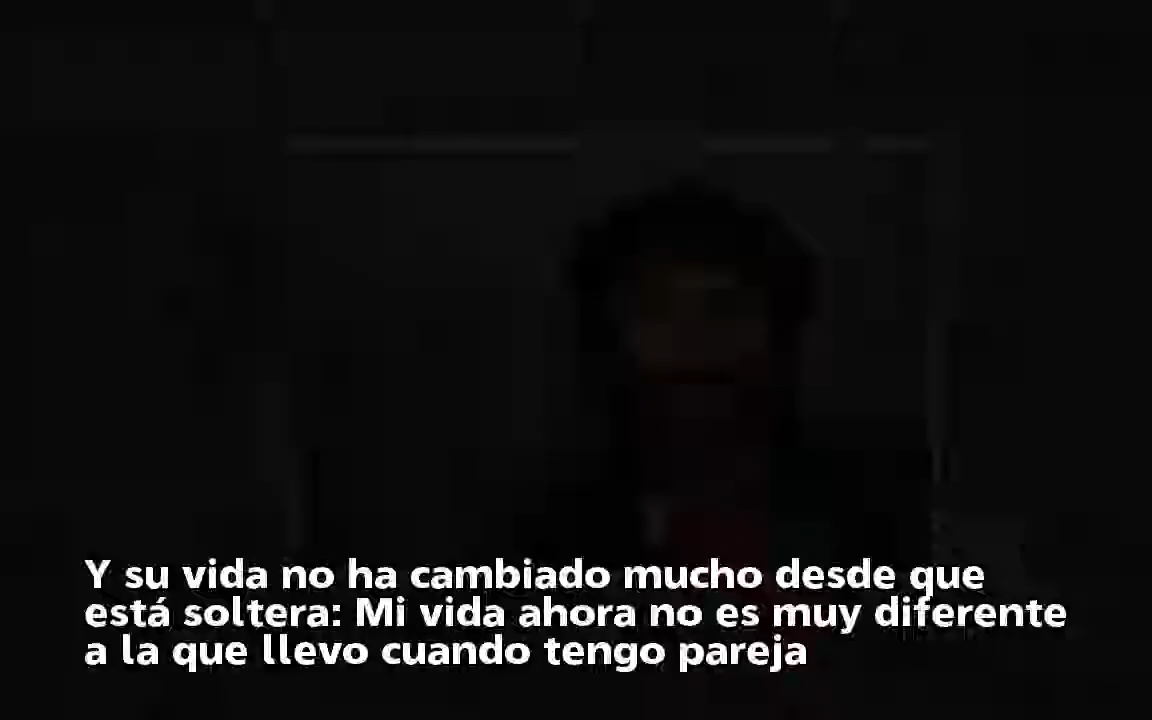 Y su vida no ha cambiado mucho desde que
está soltera: Mi vida ahora no es muy diferente
a la que llevo cuando tengo pareja